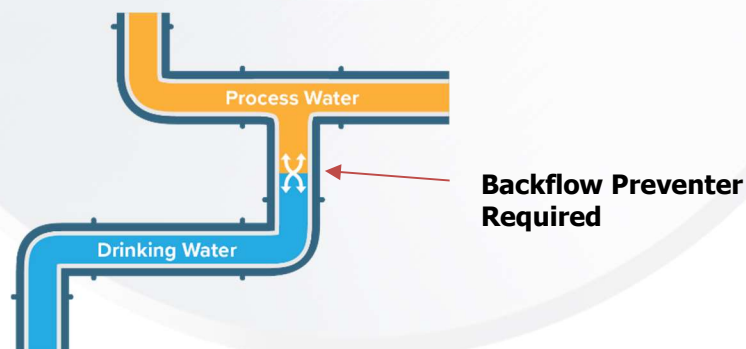 Process Water
Backflow Preventer
Required
Drinking Water